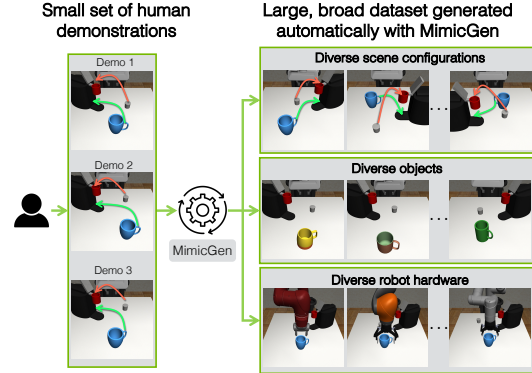 Small set of human
demonstrations
Large, broad dataset generated
automatically with MimicGen
Demo 1
Demo 2
Demo 3
MimicGen
Diverse scene configurations
...
Diverse objects
...
Diverse robot hardware
...